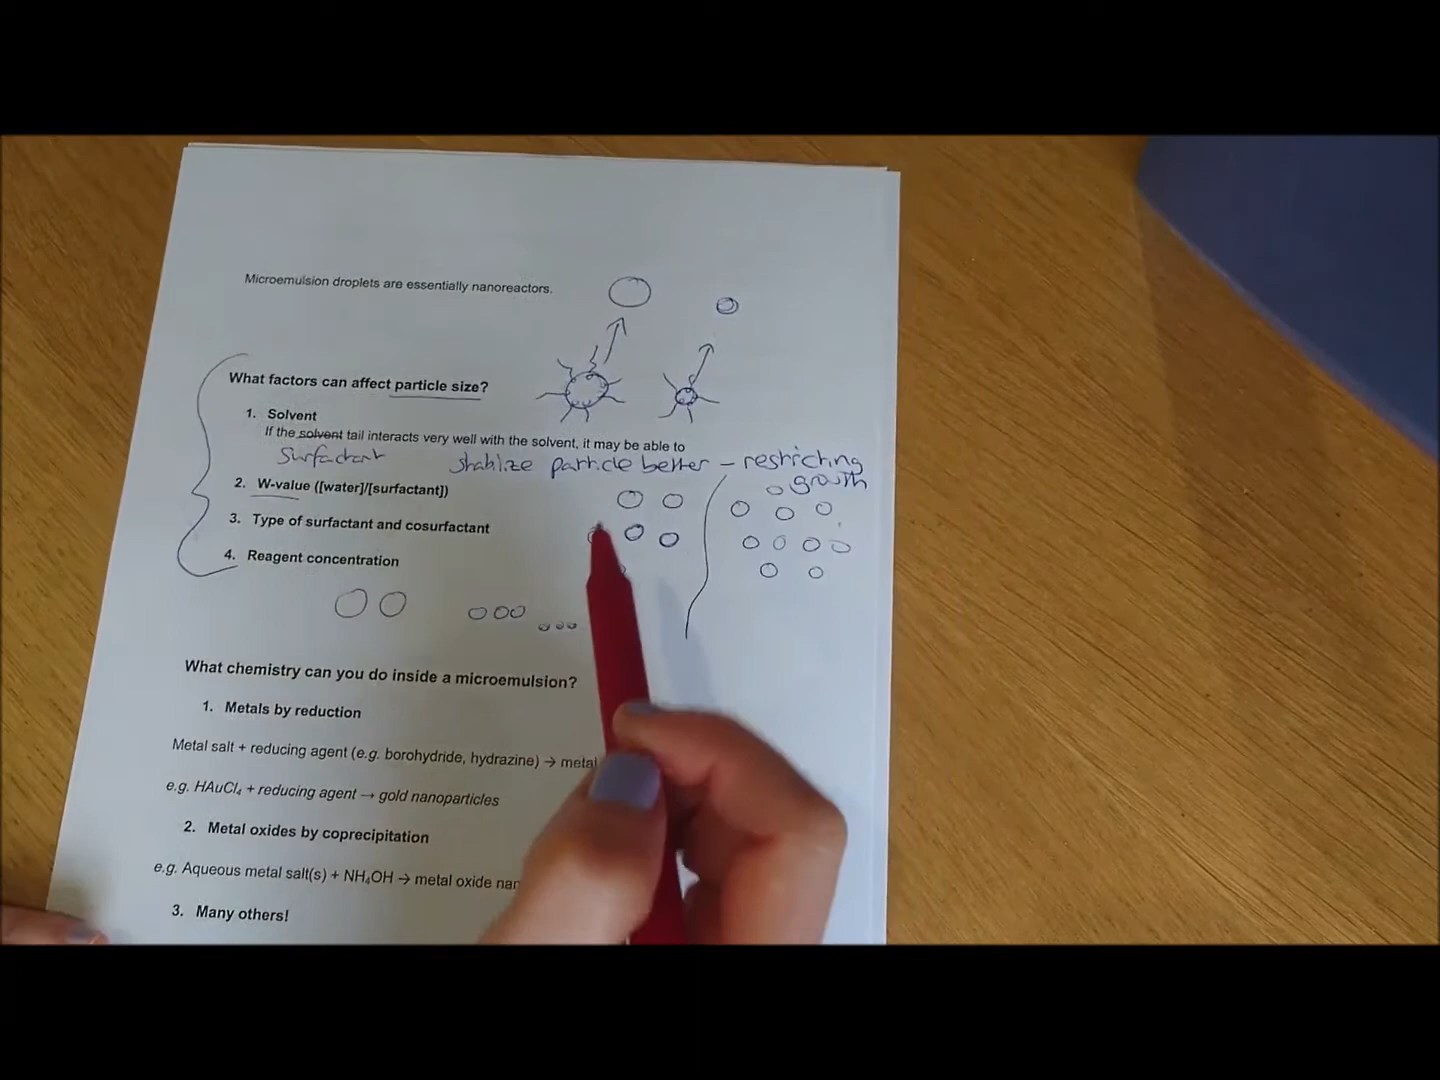 Microemulsion droplets are essentially nanoreactors.
What factors can affect particle size?
1. Solvent
If the solvent tail interacts very well with the solvent, it may be able to
surfactant stablize particle better – restricting
growth
2. W-value ([water]/[surfactant])
3. Type of surfactant and cosurfactant
4. Reagent concentration
What chemistry can you do inside a microemulsion?
1. Metals by reduction
Metal salt + reducing agent (e.g. borohydride, hydrazine) → metal
e.g. HAuCl₄ + reducing agent → gold nanoparticles
2. Metal oxides by coprecipitation
e.g. Aqueous metal salt(s) + NH₄OH → metal oxide
3. Many others!